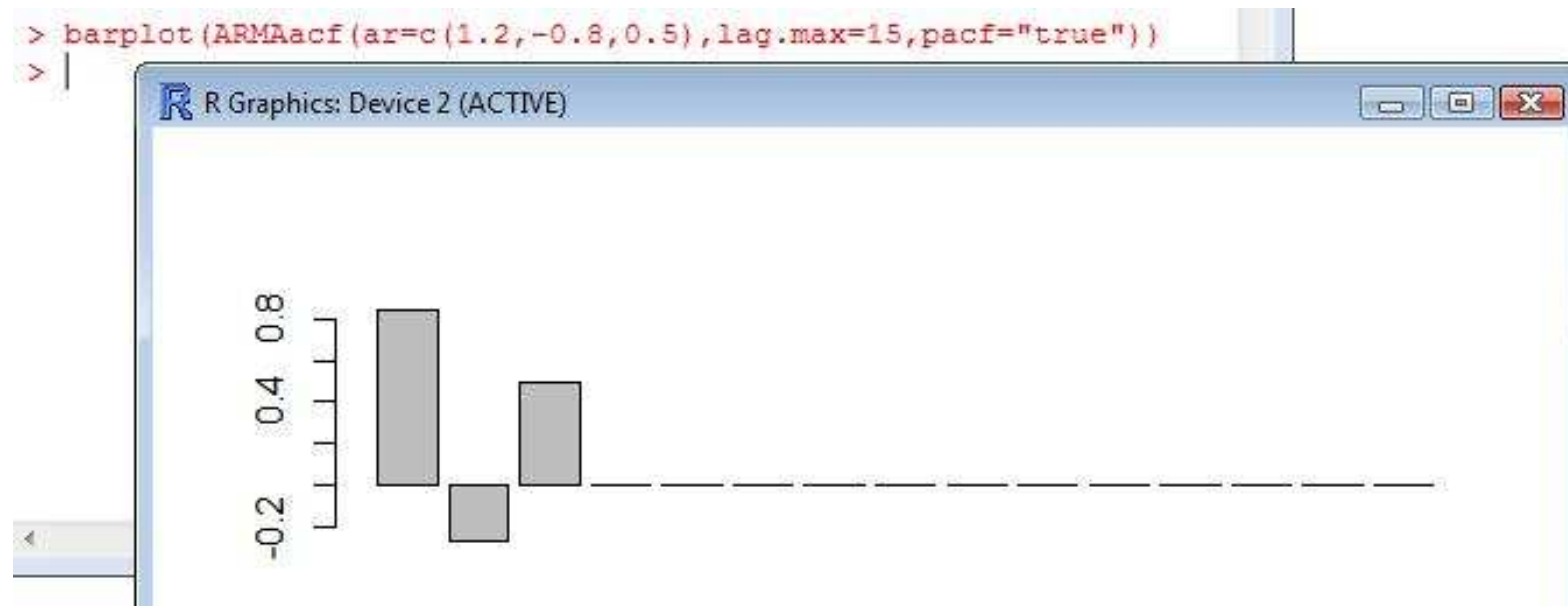 > barplot(ARMAacf(ar=c(1.2,-0.8,0.5),lag.max=15,pacf="true"))
>
R R Graphics: Device 2 (ACTIVE)
0.8
0.4
-0.2